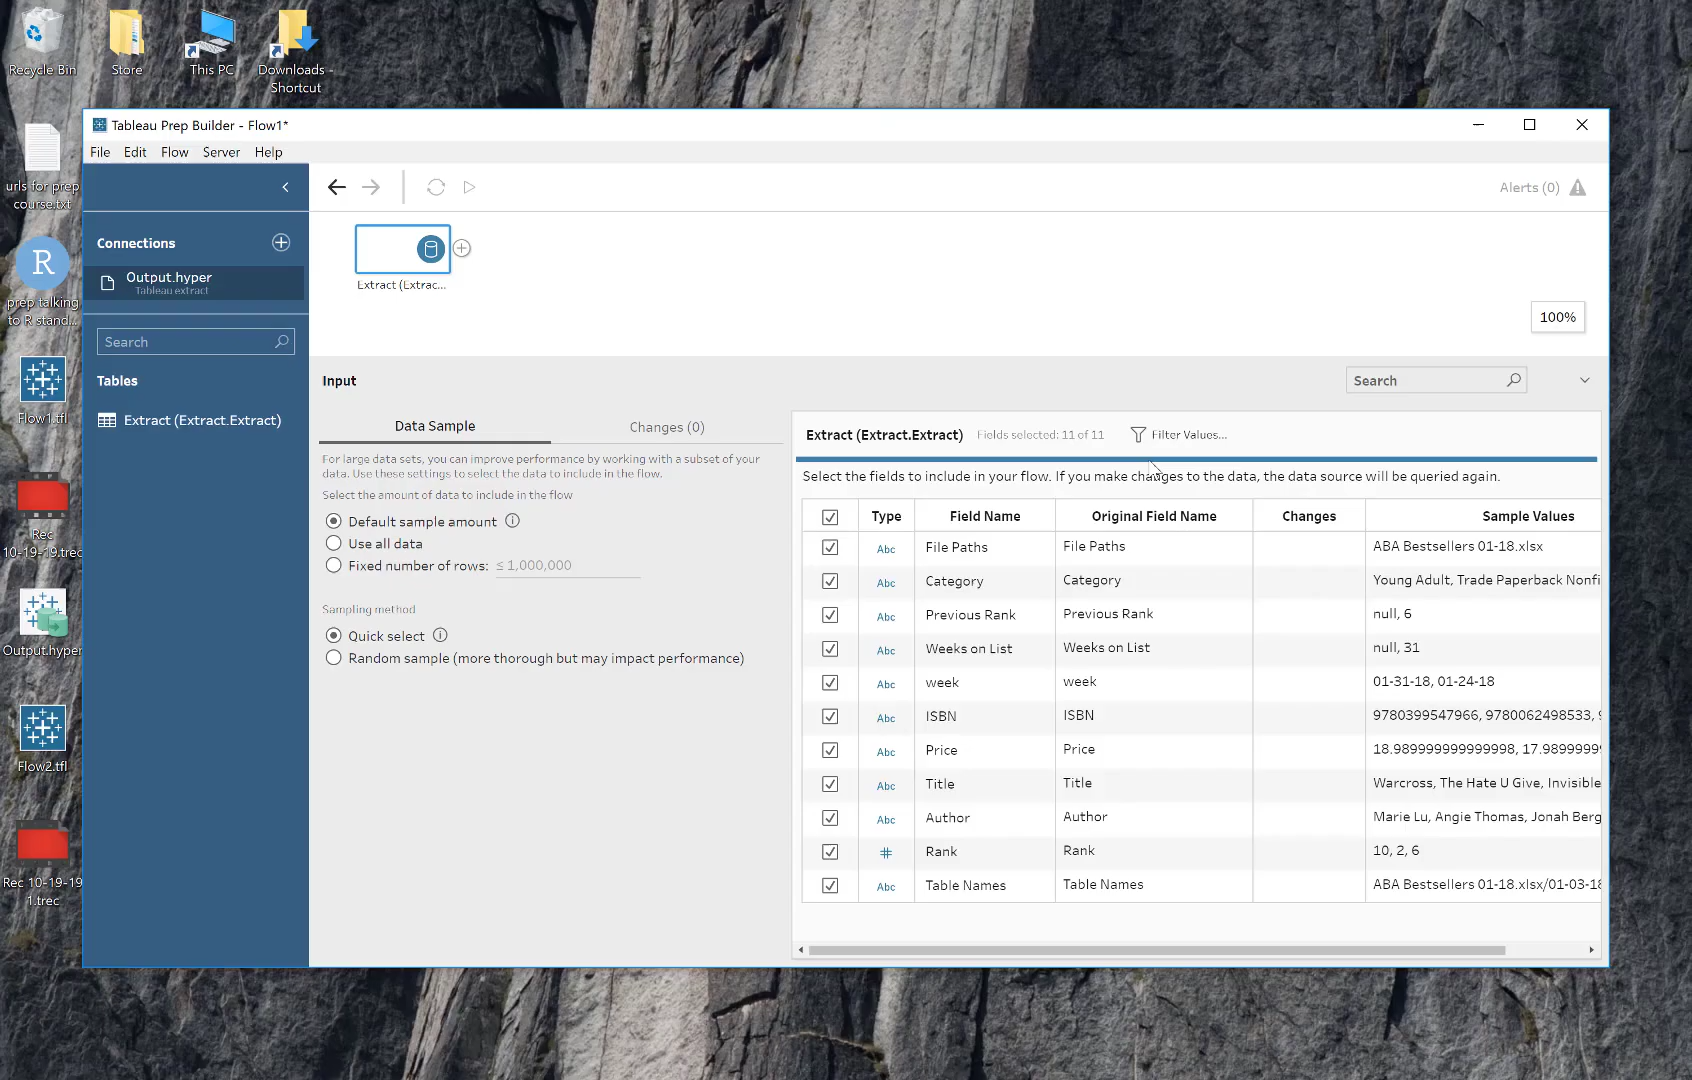 Recycle Bin
Store
This PC
Downloads -
Shortcut
urls for prep
course.txt
R
prep talking
to R stand...
Flow1.tfl
Rec
10-19-19.trec
Output.hyper
Flow2.tfl
Rec 10-19-19
1.trec
Tableau Prep Builder - Flow1*
File Edit Flow Server Help
Alerts (0)
Connections
Output.hyper
Tableau extract
Search
Tables
Extract (Extract.Extract)
Extract (Extrac...
100%
Input
Search
Data Sample
Changes (0)
For large data sets, you can improve performance by working with a subset of your
data. Use these settings to select the data to include in the flow.
Select the amount of data to include in the flow
Default sample amount
Use all data
Fixed number of rows: ≤ 1,000,000
Sampling method
Quick select
Random sample (more thorough but may impact performance)
Extract (Extract.Extract) Fields selected: 11 of 11 Filter Values...
Select the fields to include in your flow. If you make changes to the data, the data source will be queried again.
Type Field Name Original Field Name Changes Sample Values
Abc File Paths File Paths ABA Bestsellers 01-18.xlsx
Abc Category Category Young Adult, Trade Paperback Nonfi
Abc Previous Rank Previous Rank null, 6
Abc Weeks on List Weeks on List null, 31
Abc week week 01-31-18, 01-24-18
Abc ISBN ISBN 9780399547966, 9780062498533, 9
Abc Price Price 18.989999999999998, 17.98999999
Abc Title Title Warcross, The Hate U Give, Invisible
Abc Author Author Marie Lu, Angie Thomas, Jonah Berg
# Rank Rank 10, 2, 6
Abc Table Names Table Names ABA Bestsellers 01-18.xlsx/01-03-18